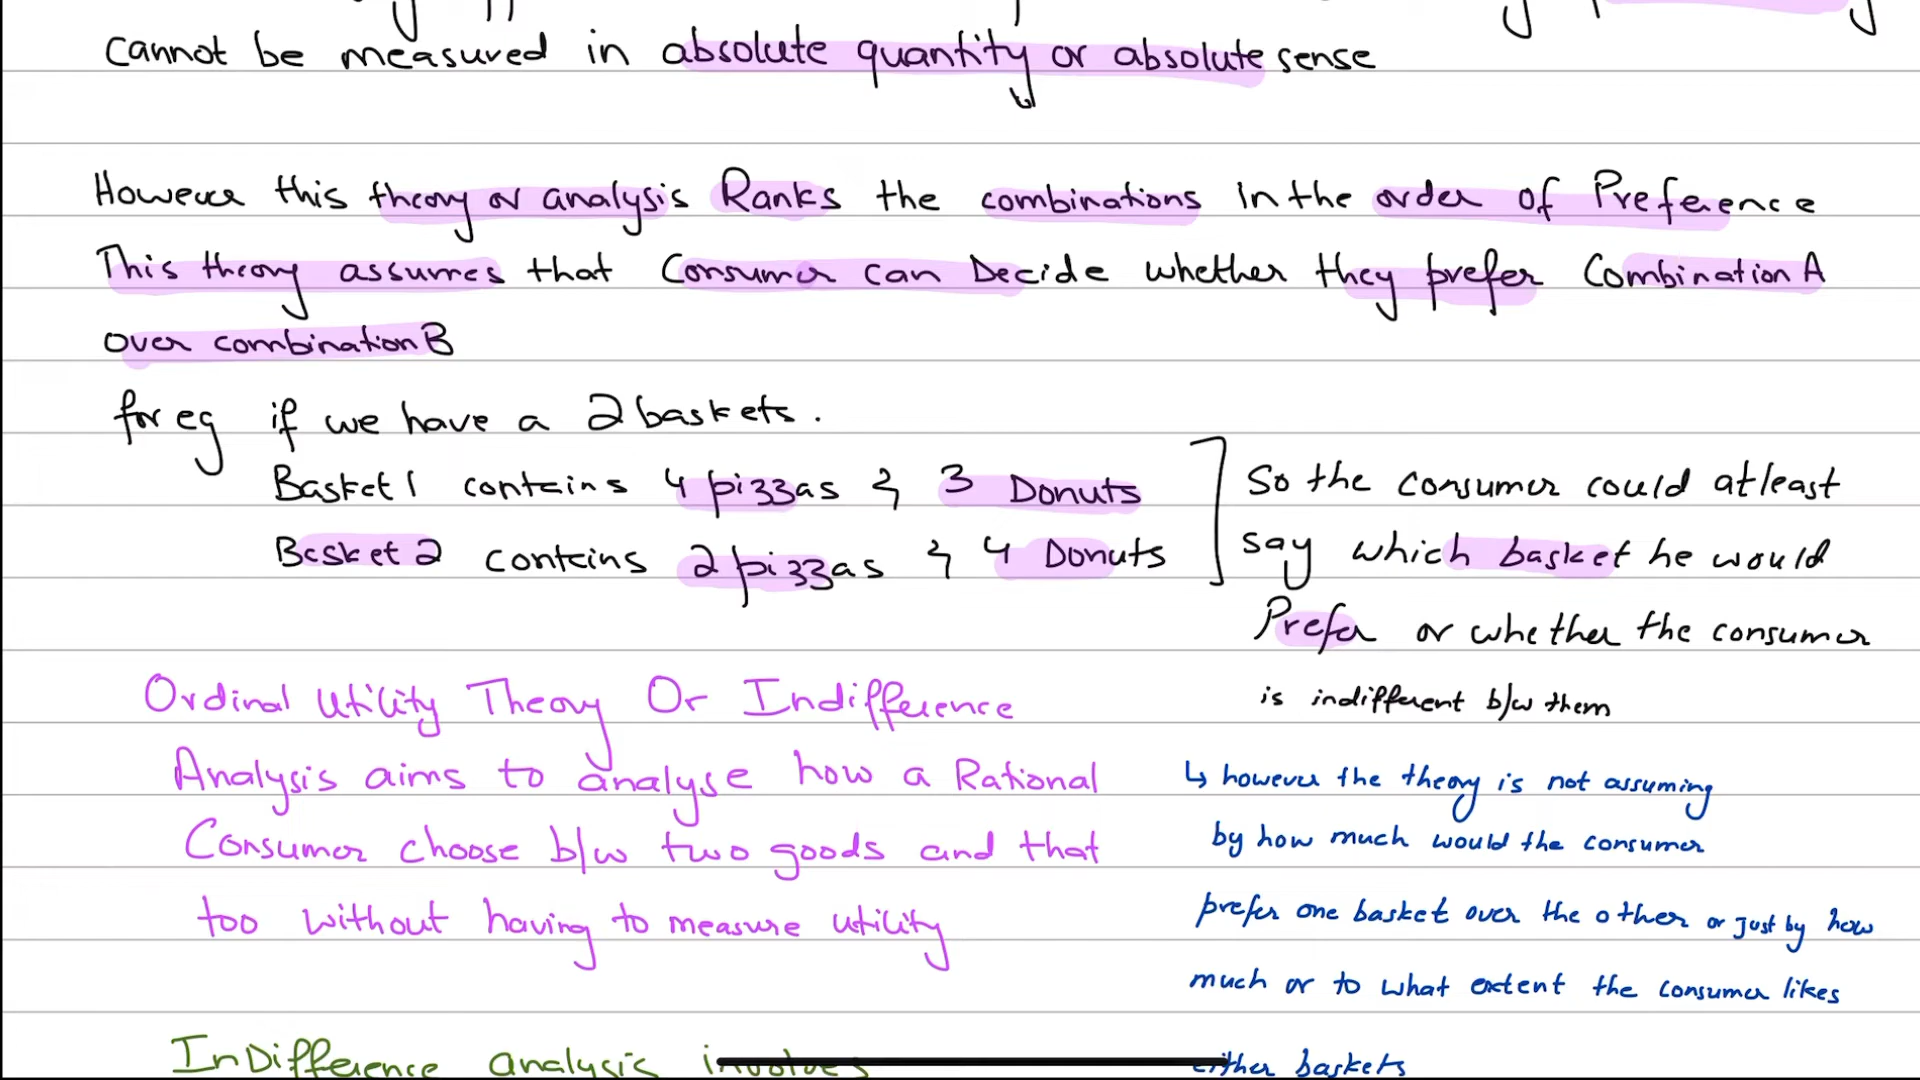 cannot be measured in absolute quantity or absolute sense
However this theory or analysis Ranks the combinations in the order of Preference
This theory assumes that Consumer can Decide whether they prefer Combination A
over combination B
for eg if we have a 2 baskets.
Basket 1 contains 4 pizzas & 3 Donuts
Basket 2 contains 2 pizzas & 4 Donuts
So the consumer could atleast
say which basket he would
Prefer or whether the consumer
is indifferent b/w them
↳ however the theory is not assuming
by how much would the consumer
prefer one basket over the other or just by how
much or to what extent the consumer likes
either baskets
Ordinal Utility Theory Or Indifference
Analysis aims to analyse how a Rational
Consumer choose b/w two goods and that
too without having to measure utility
InDifference analysis involves